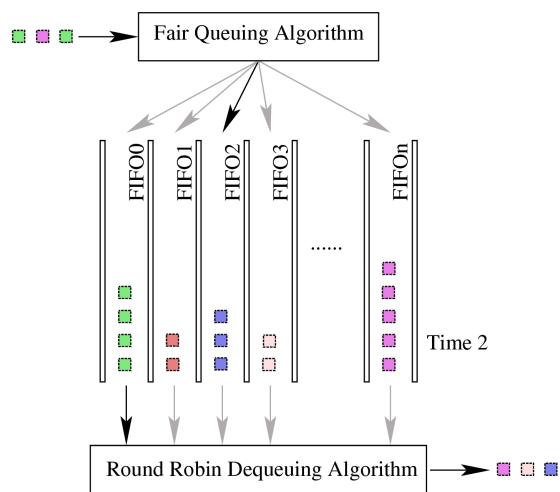 Fair Queuing Algorithm
FIFO0
FIFO1
FIFO2
FIFO3
......
FIFOn
Time 2
Round Robin Dequeuing Algorithm